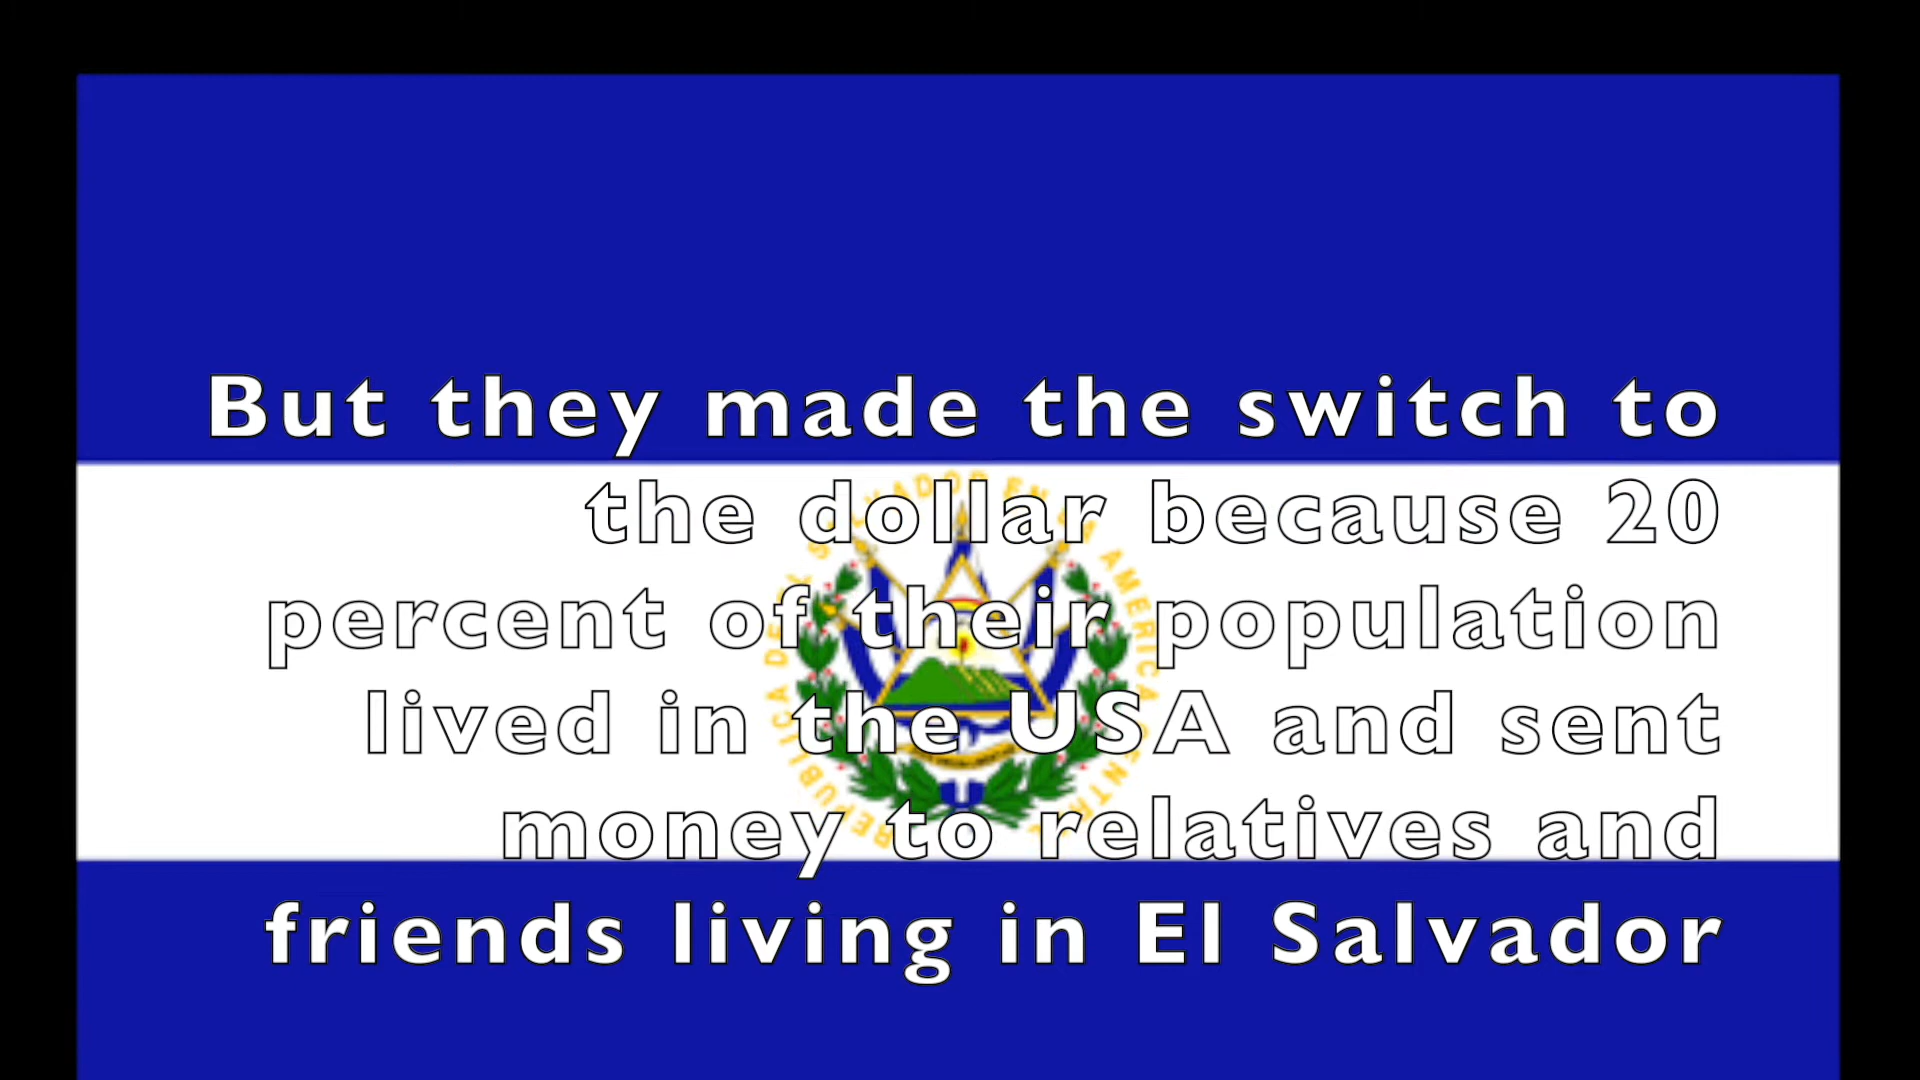 But they made the switch to
the dollar because 20
percent of their population
lived in the USA and sent
money to relatives and
friends living in El Salvador